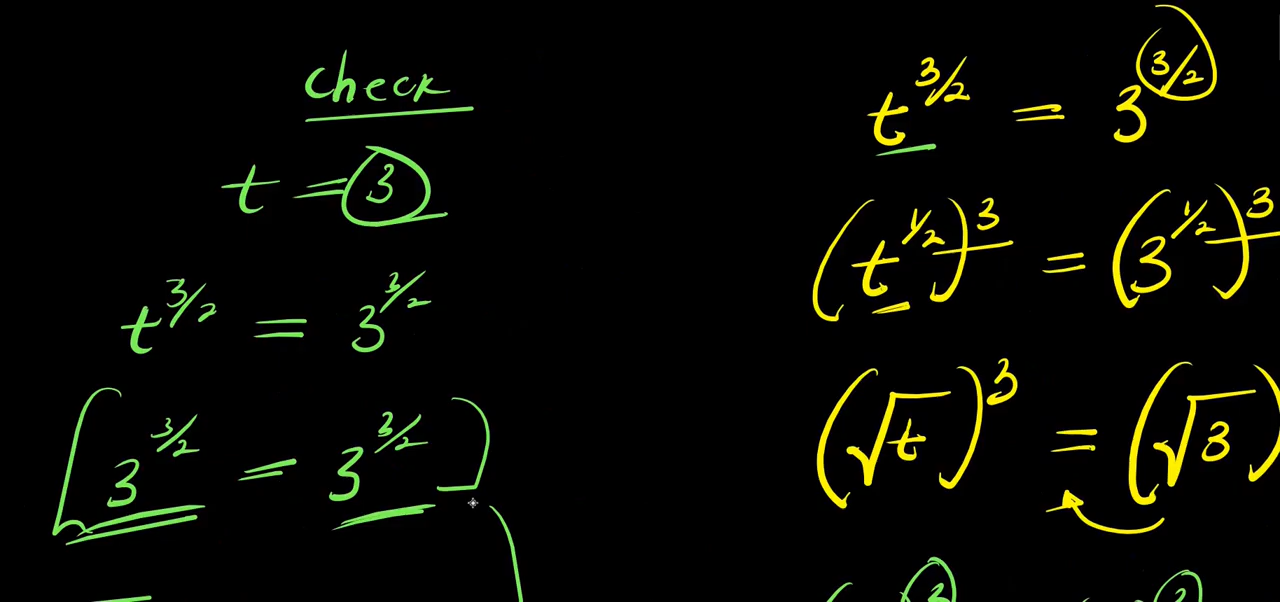 check
t = 3
t^{3/2} = 3^{3/2}
3^{3/2} = 3^{3/2}
t^{3/2} = 3^{3/2}
(t^{1/2})^3 = (3^{1/2})^3
(√t)^3 = (√3)